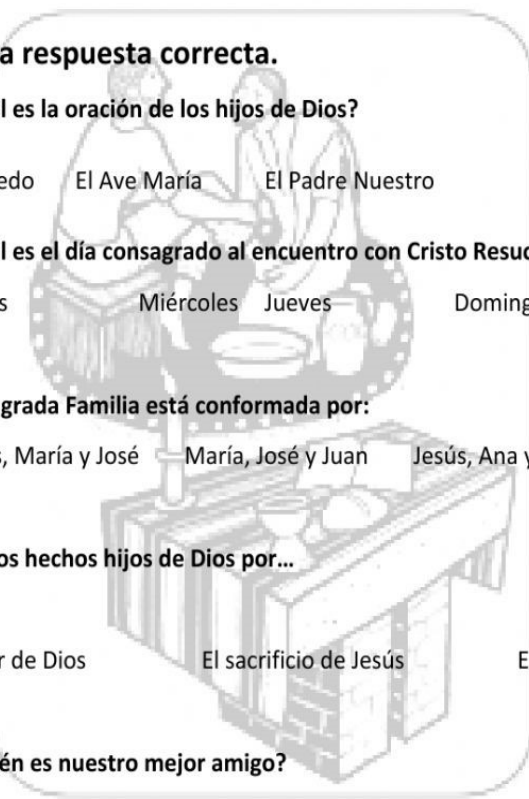 a respuesta correcta.
l es la oración de los hijos de Dios?
edo El Ave María El Padre Nuestro
l es el día consagrado al encuentro con Cristo Resuc
s Miércoles Jueves Doming
grada Familia está conformada por:
s, María y José María, José y Juan Jesús, Ana y
os hechos hijos de Dios por...
r de Dios El sacrificio de Jesús E
én es nuestro mejor amigo?